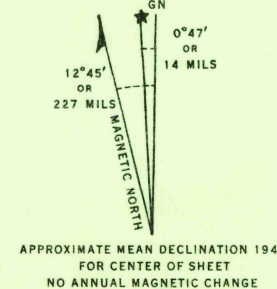 GN
0°47'
OR
14 MILS
12°45'
OR
227 MILS
MAGNETIC NORTH
APPROXIMATE MEAN DECLINATION 194
FOR CENTER OF SHEET
NO ANNUAL MAGNETIC CHANGE